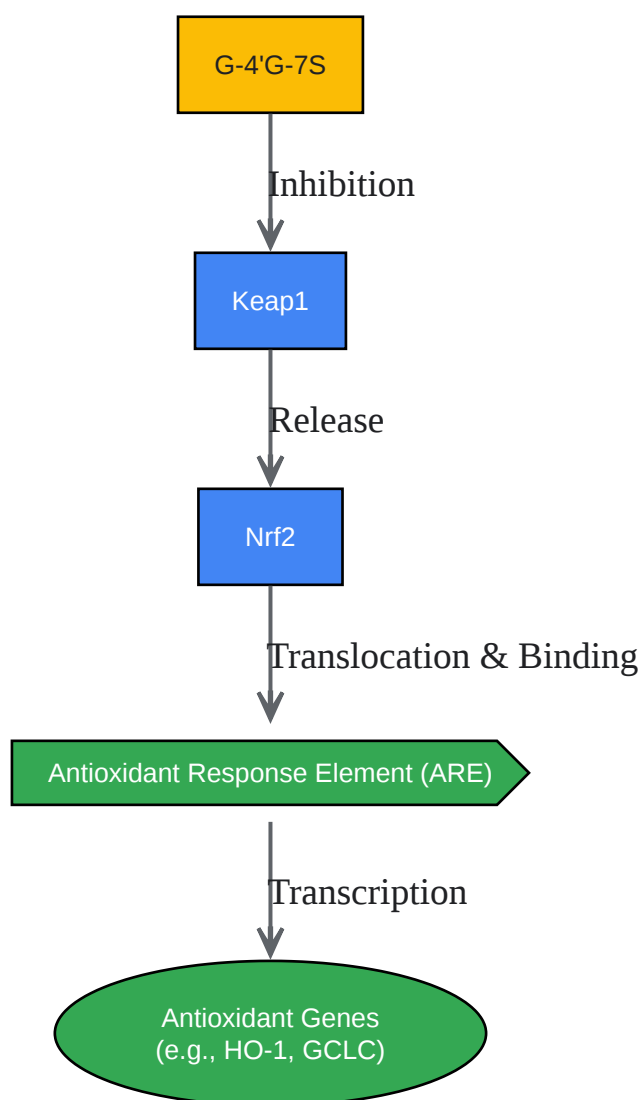 G-4'G-7S
Inhibition
Keap1
Release
Nrf2
Translocation & Binding
Antioxidant Response Element (ARE)
Transcription
Antioxidant Genes
(e.g., HO-1, GCLC)